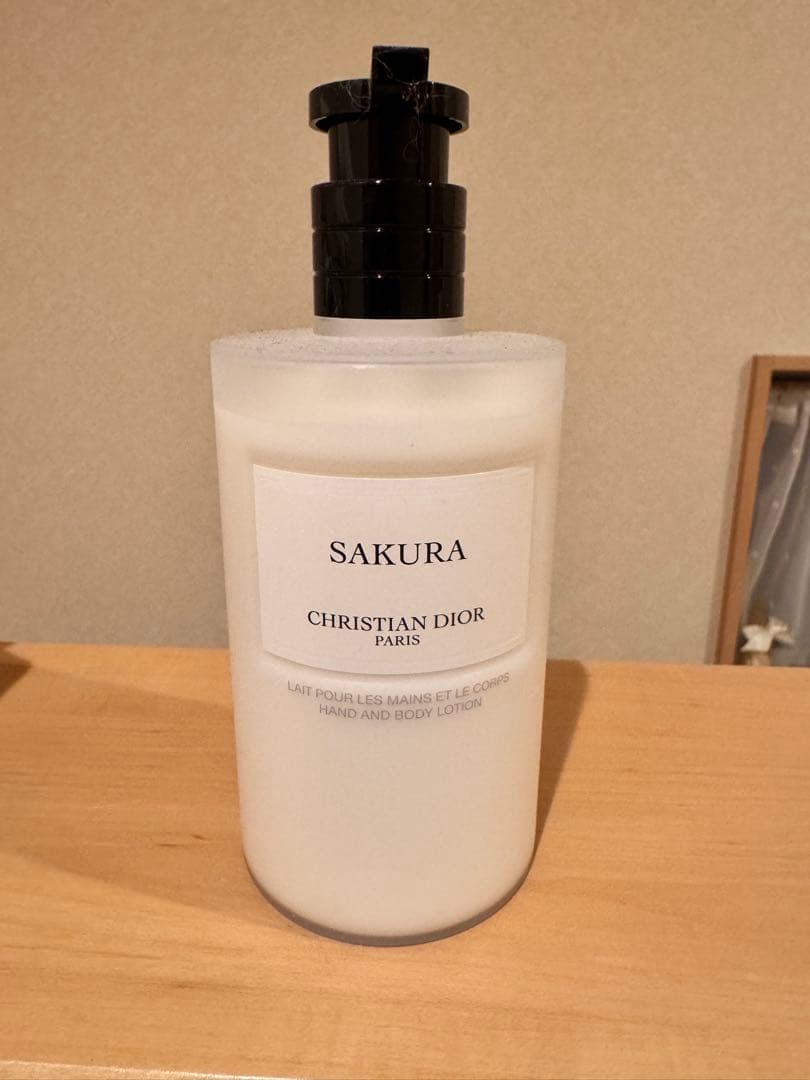 SAKURA
CHRISTIAN DIOR
PARIS
LAIT POUR LES MAINS ET LE CORPS
HAND AND BODY LOTION